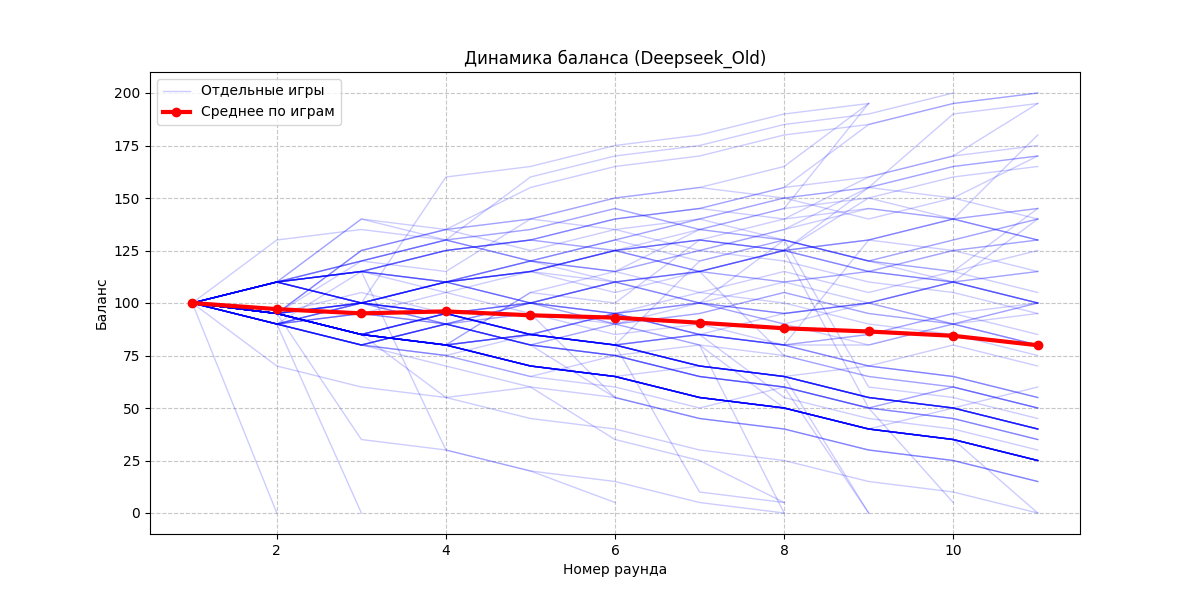 Динамика баланса (Deepseek_Old)
Отдельные игры
Среднее по играм
Баланс
200
175
150
125
100
75
50
25
0
2 4 6 8 10
Номер раунда